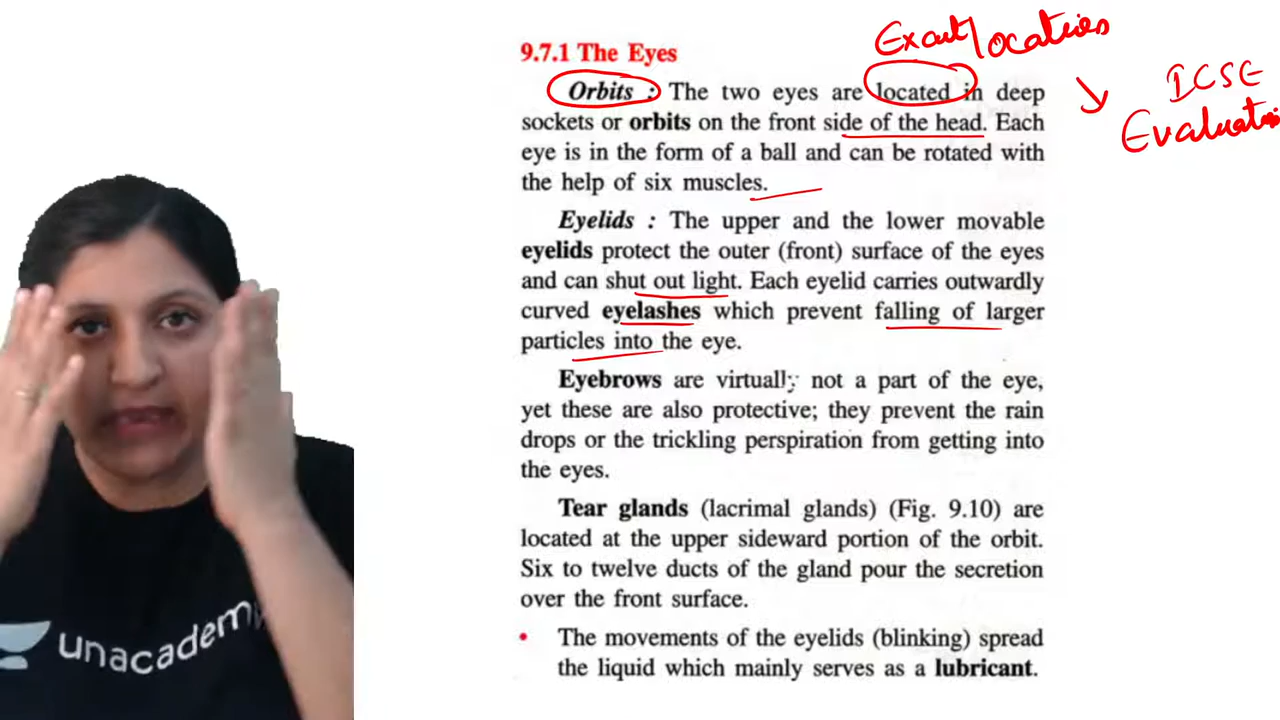 Exact locations
ICSE
Evaluation
9.7.1 The Eyes
Orbits : The two eyes are located in deep
sockets or orbits on the front side of the head. Each
eye is in the form of a ball and can be rotated with
the help of six muscles.
Eyelids : The upper and the lower movable
eyelids protect the outer (front) surface of the eyes
and can shut out light. Each eyelid carries outwardly
curved eyelashes which prevent falling of larger
particles into the eye.
Eyebrows are virtually not a part of the eye,
yet these are also protective; they prevent the rain
drops or the trickling perspiration from getting into
the eyes.
Tear glands (lacrimal glands) (Fig. 9.10) are
located at the upper sideward portion of the orbit.
Six to twelve ducts of the gland pour the secretion
over the front surface.
• The movements of the eyelids (blinking) spread
the liquid which mainly serves as a lubricant.
unacademy